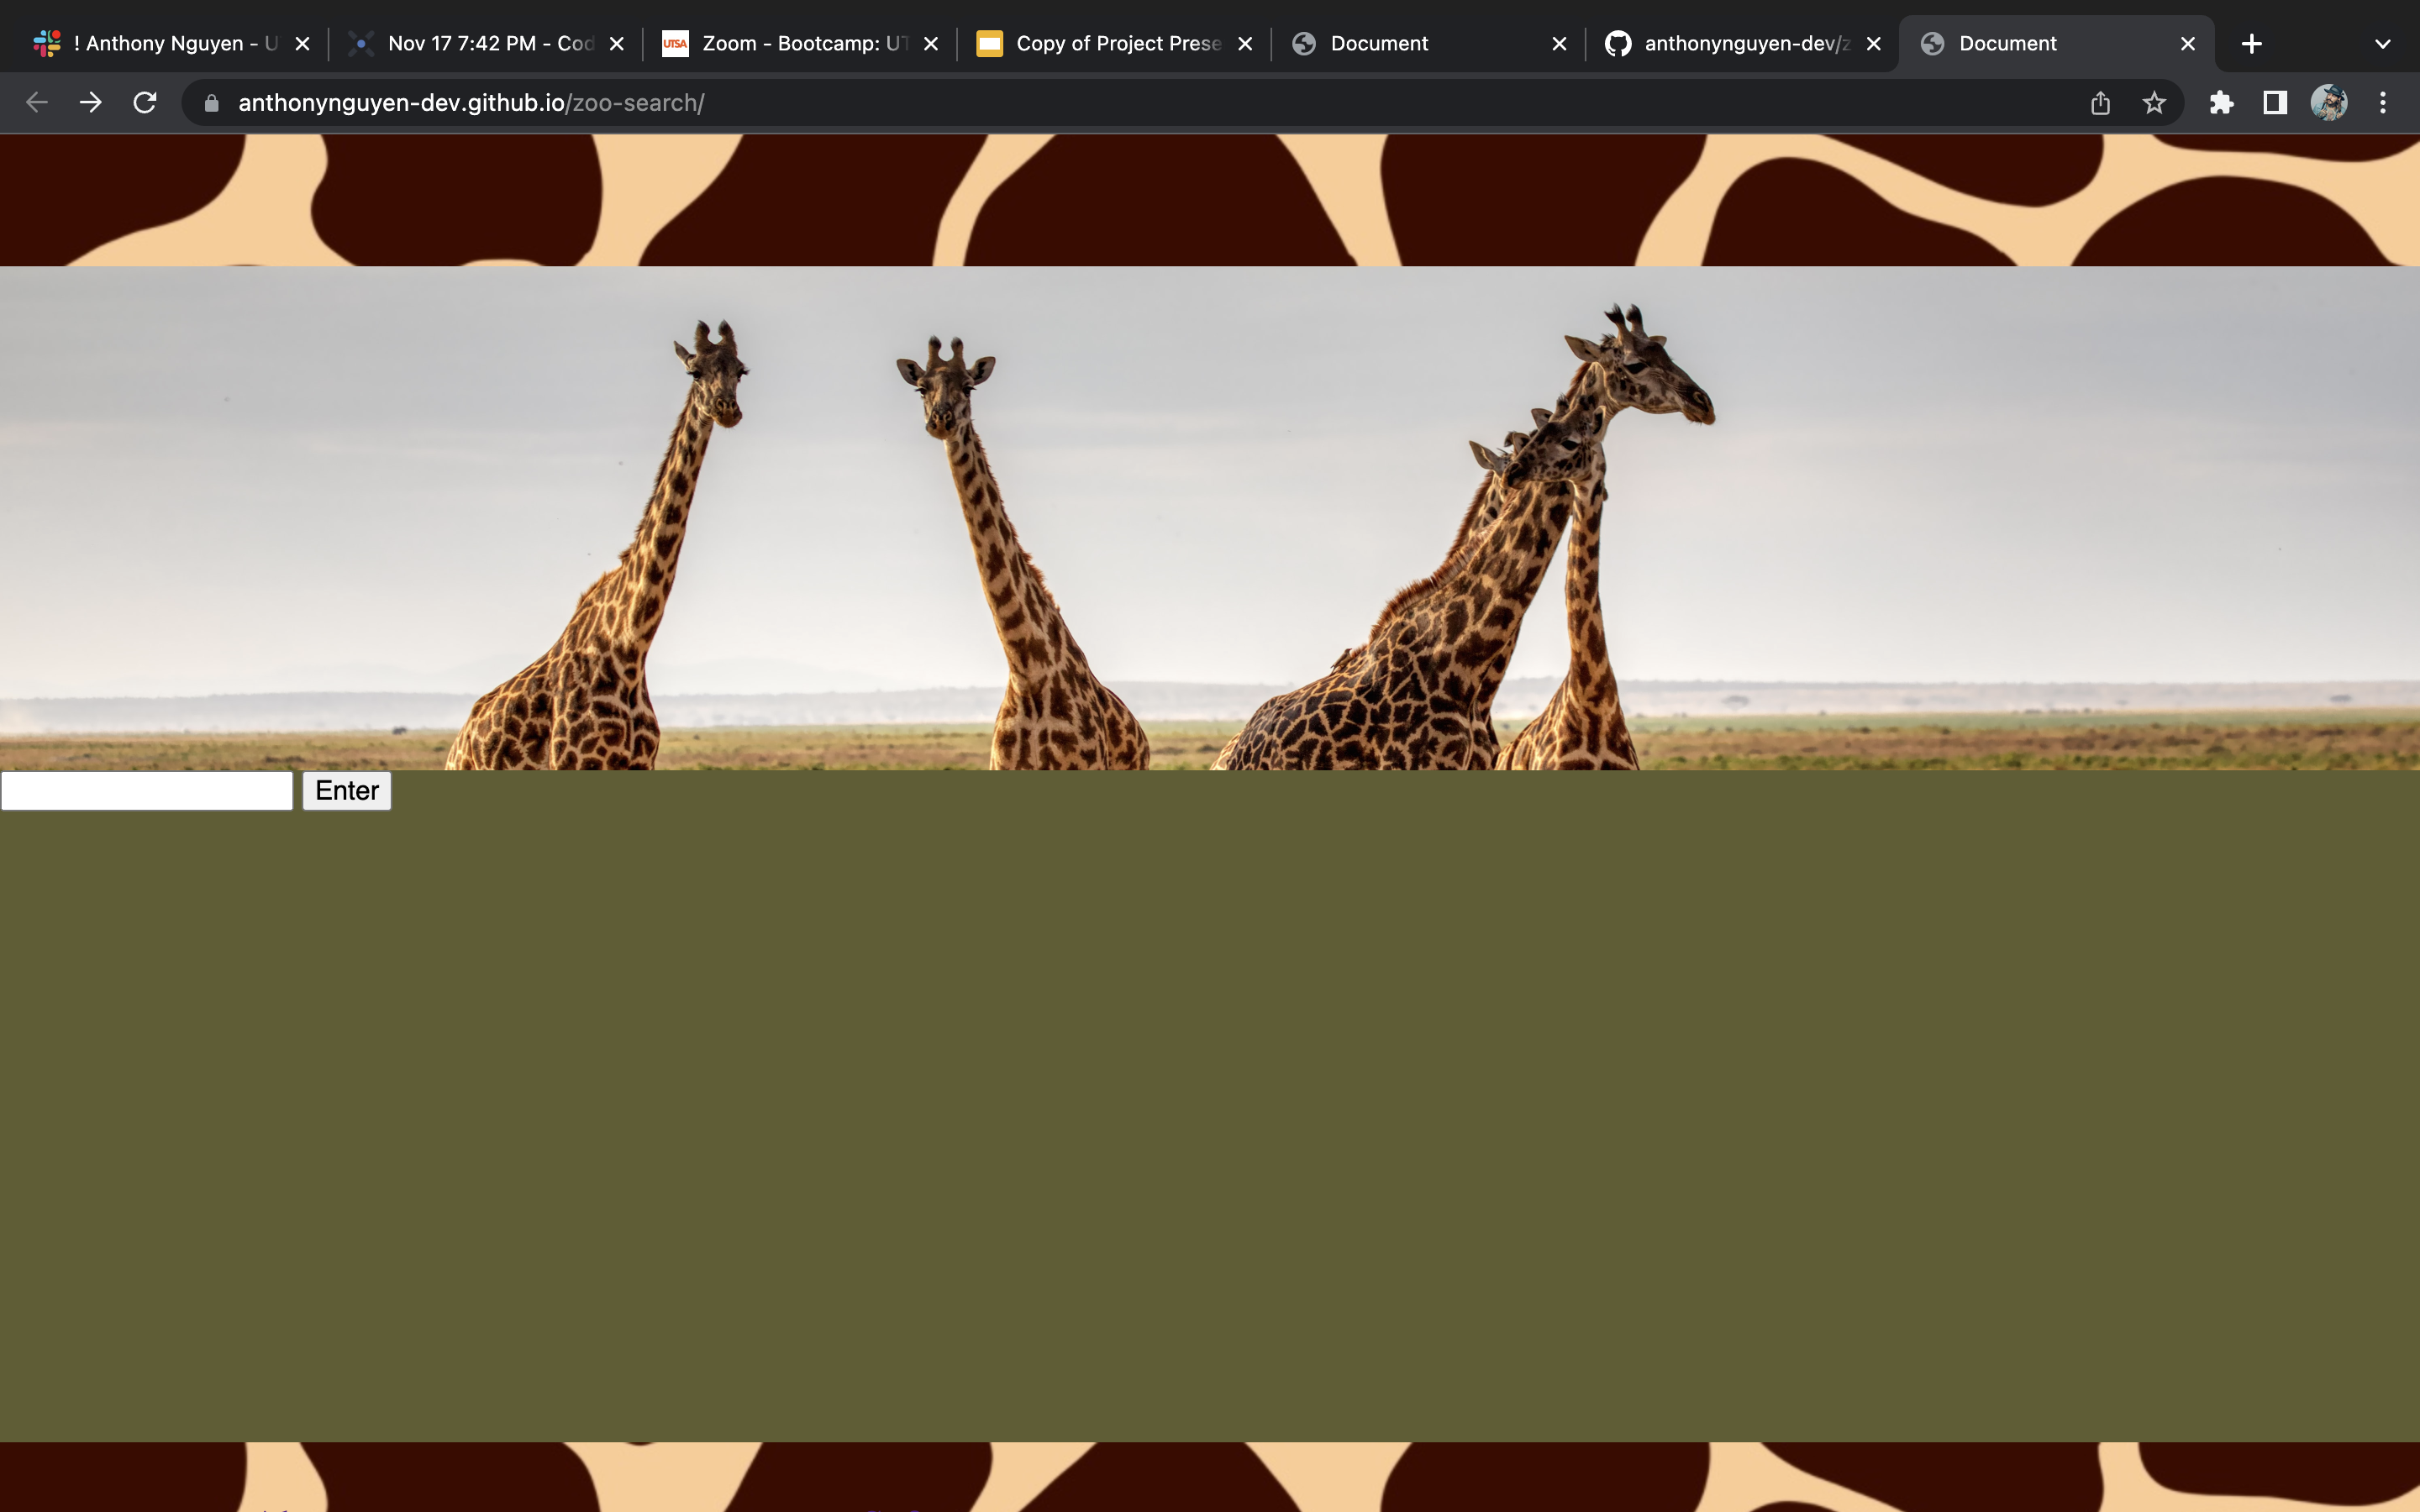 ! Anthony Nguyen - U
Nov 17 7:42 PM - Cod
UTSA
Zoom - Bootcamp: UT
Copy of Project Prese
Document
anthonynguyen-dev/z
Document
anthonynguyen-dev.github.io/zoo-search/
Enter